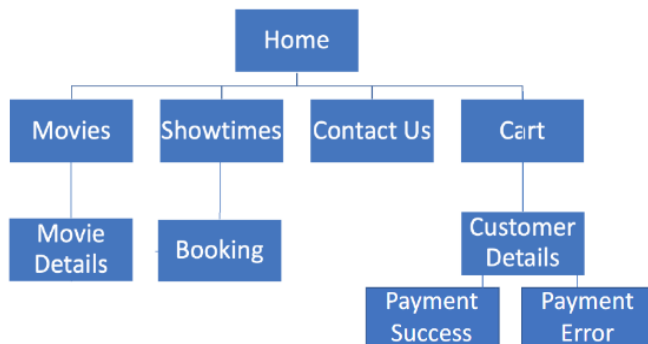 Home
Movies
Showtimes
Contact Us
Cart
Movie
Details
Booking
Customer
Details
Payment
Success
Payment
Error